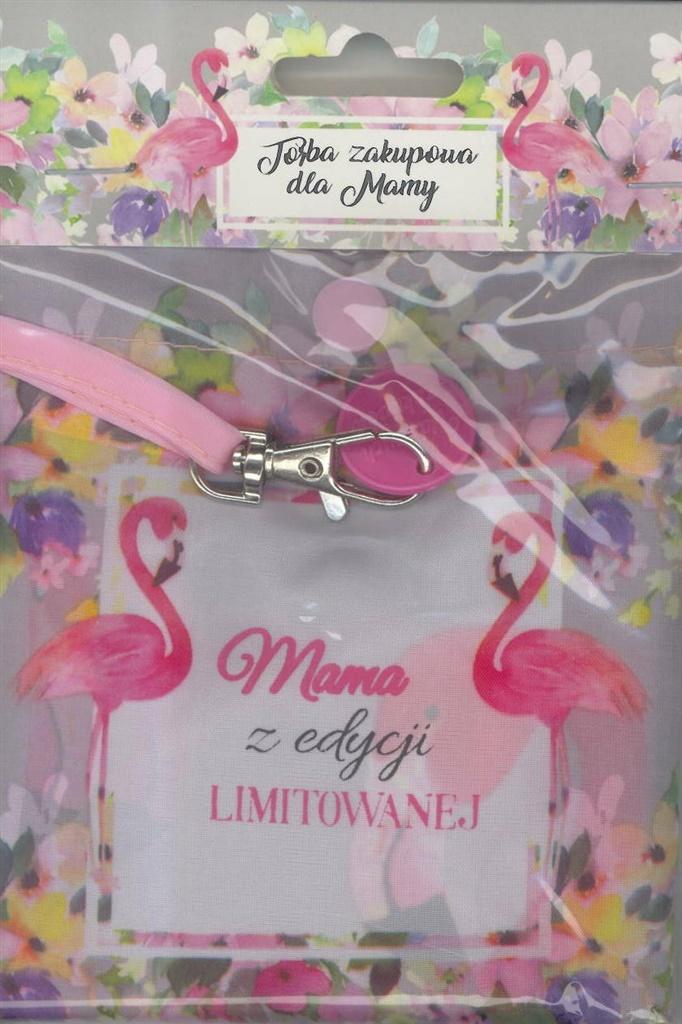 Torba zakupowa
dla Mamy
Mama
z edycji
LIMITOWANEJ